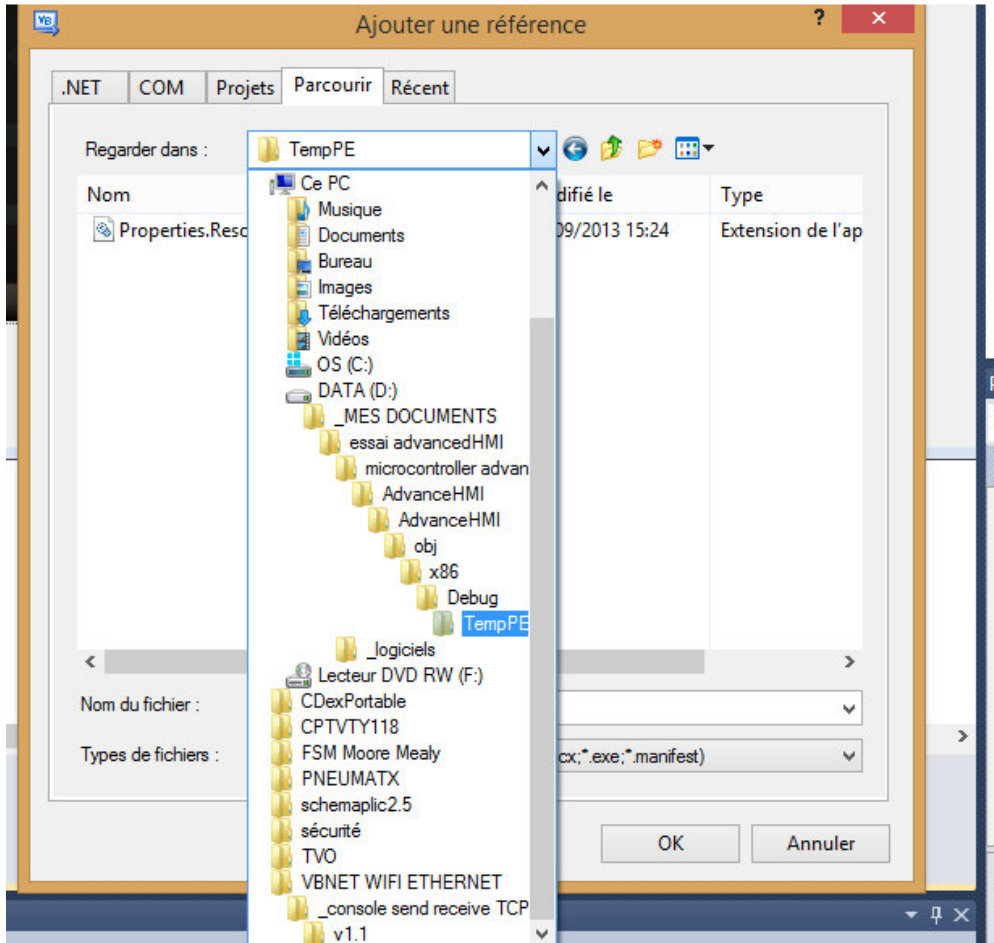 Ajouter une référence ?
.NET COM Projets Parcourir Récent
Regarder dans : TempPE
Nom difié le Type
Properties.Resc 09/2013 15:24 Extension de l'ap
Ce PC
Musique
Documents
Bureau
Images
Téléchargements
Vidéos
OS (C:)
DATA (D:)
_MES DOCUMENTS
essai advancedHMI
microcontroller advan
AdvanceHMI
AdvanceHMI
obj
x86
Debug
TempPE
_logiciels
Lecteur DVD RW (F:)
CDexPortable
CPTVTY118
FSM Moore Mealy
PNEUMATX
schemaplic2.5
sécurité
TVO
VBNET WIFI ETHERNET
_console send receive TCP
v1.1
Nom du fichier :
Types de fichiers : cx;*.exe;*.manifest)
OK Annuler